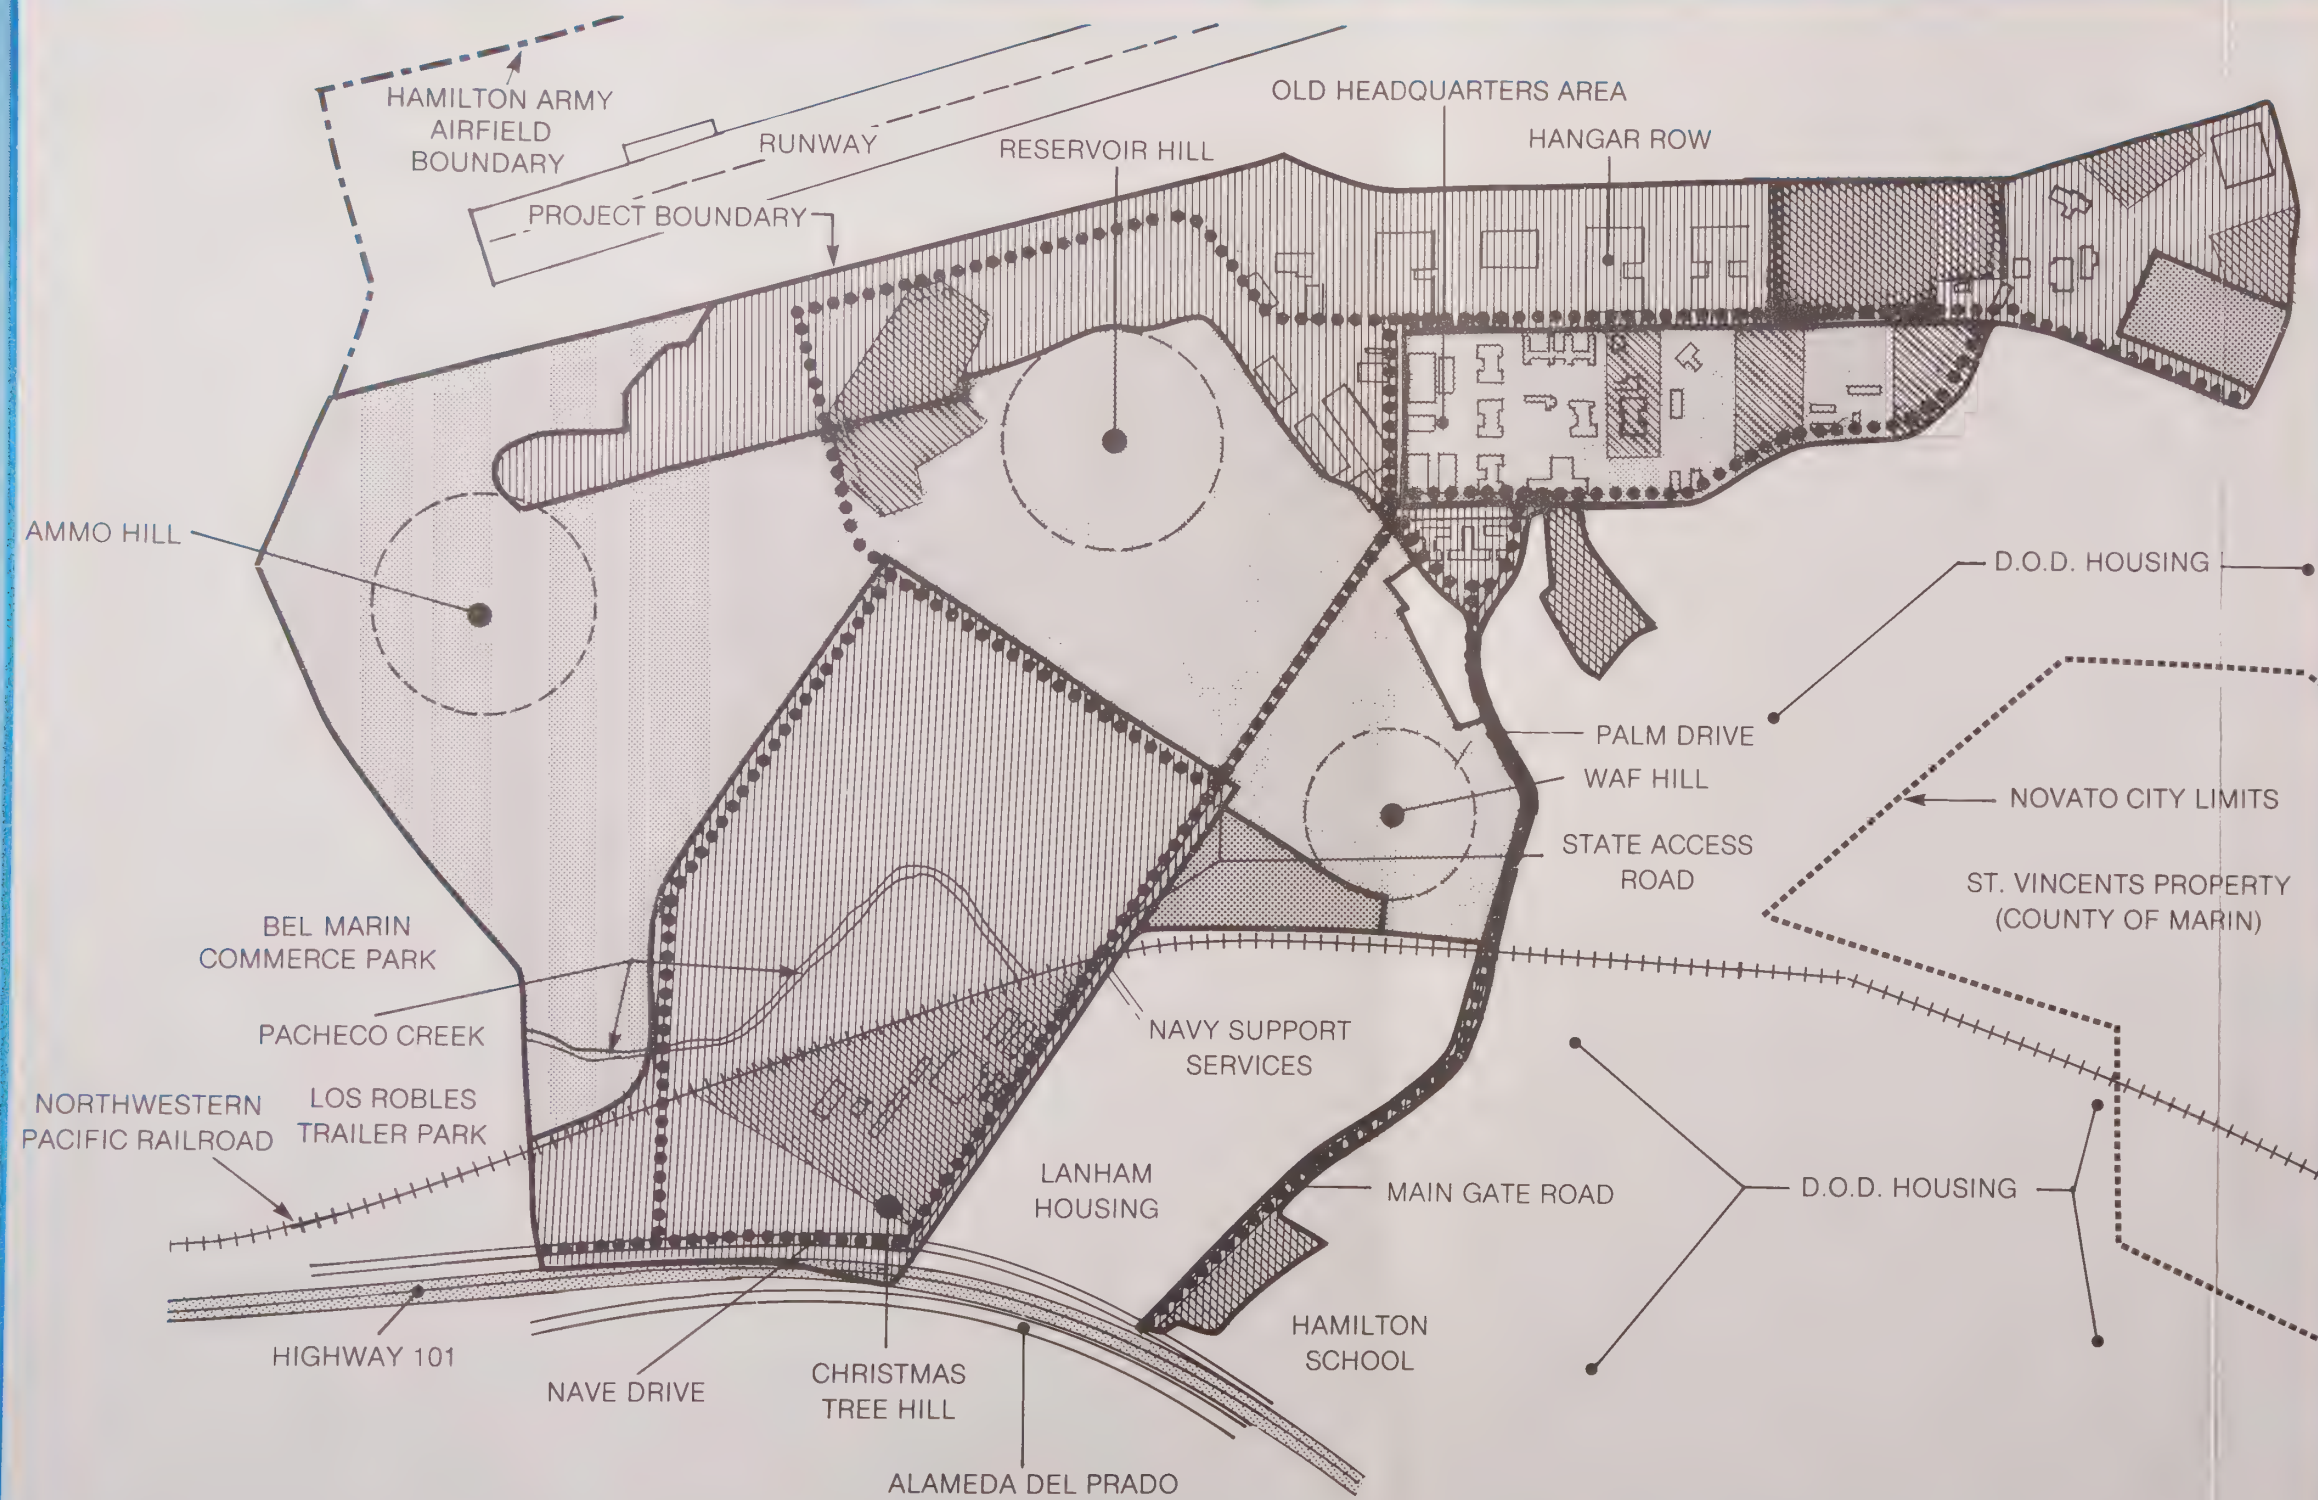 HAMILTON ARMY
AIRFIELD
BOUNDARY
RUNWAY
PROJECT BOUNDARY
RESERVOIR HILL
OLD HEADQUARTERS AREA
HANGAR ROW
AMMO HILL
D.O.D. HOUSING
PALM DRIVE
WAF HILL
NOVATO CITY LIMITS
STATE ACCESS
ROAD
ST. VINCENTS PROPERTY
(COUNTY OF MARIN)
BEL MARIN
COMMERCE PARK
PACHECO CREEK
NAVY SUPPORT
SERVICES
NORTHWESTERN
PACIFIC RAILROAD
LOS ROBLES
TRAILER PARK
LANHAM
HOUSING
MAIN GATE ROAD
D.O.D. HOUSING
HIGHWAY 101
NAVE DRIVE
CHRISTMAS
TREE HILL
HAMILTON
SCHOOL
ALAMEDA DEL PRADO